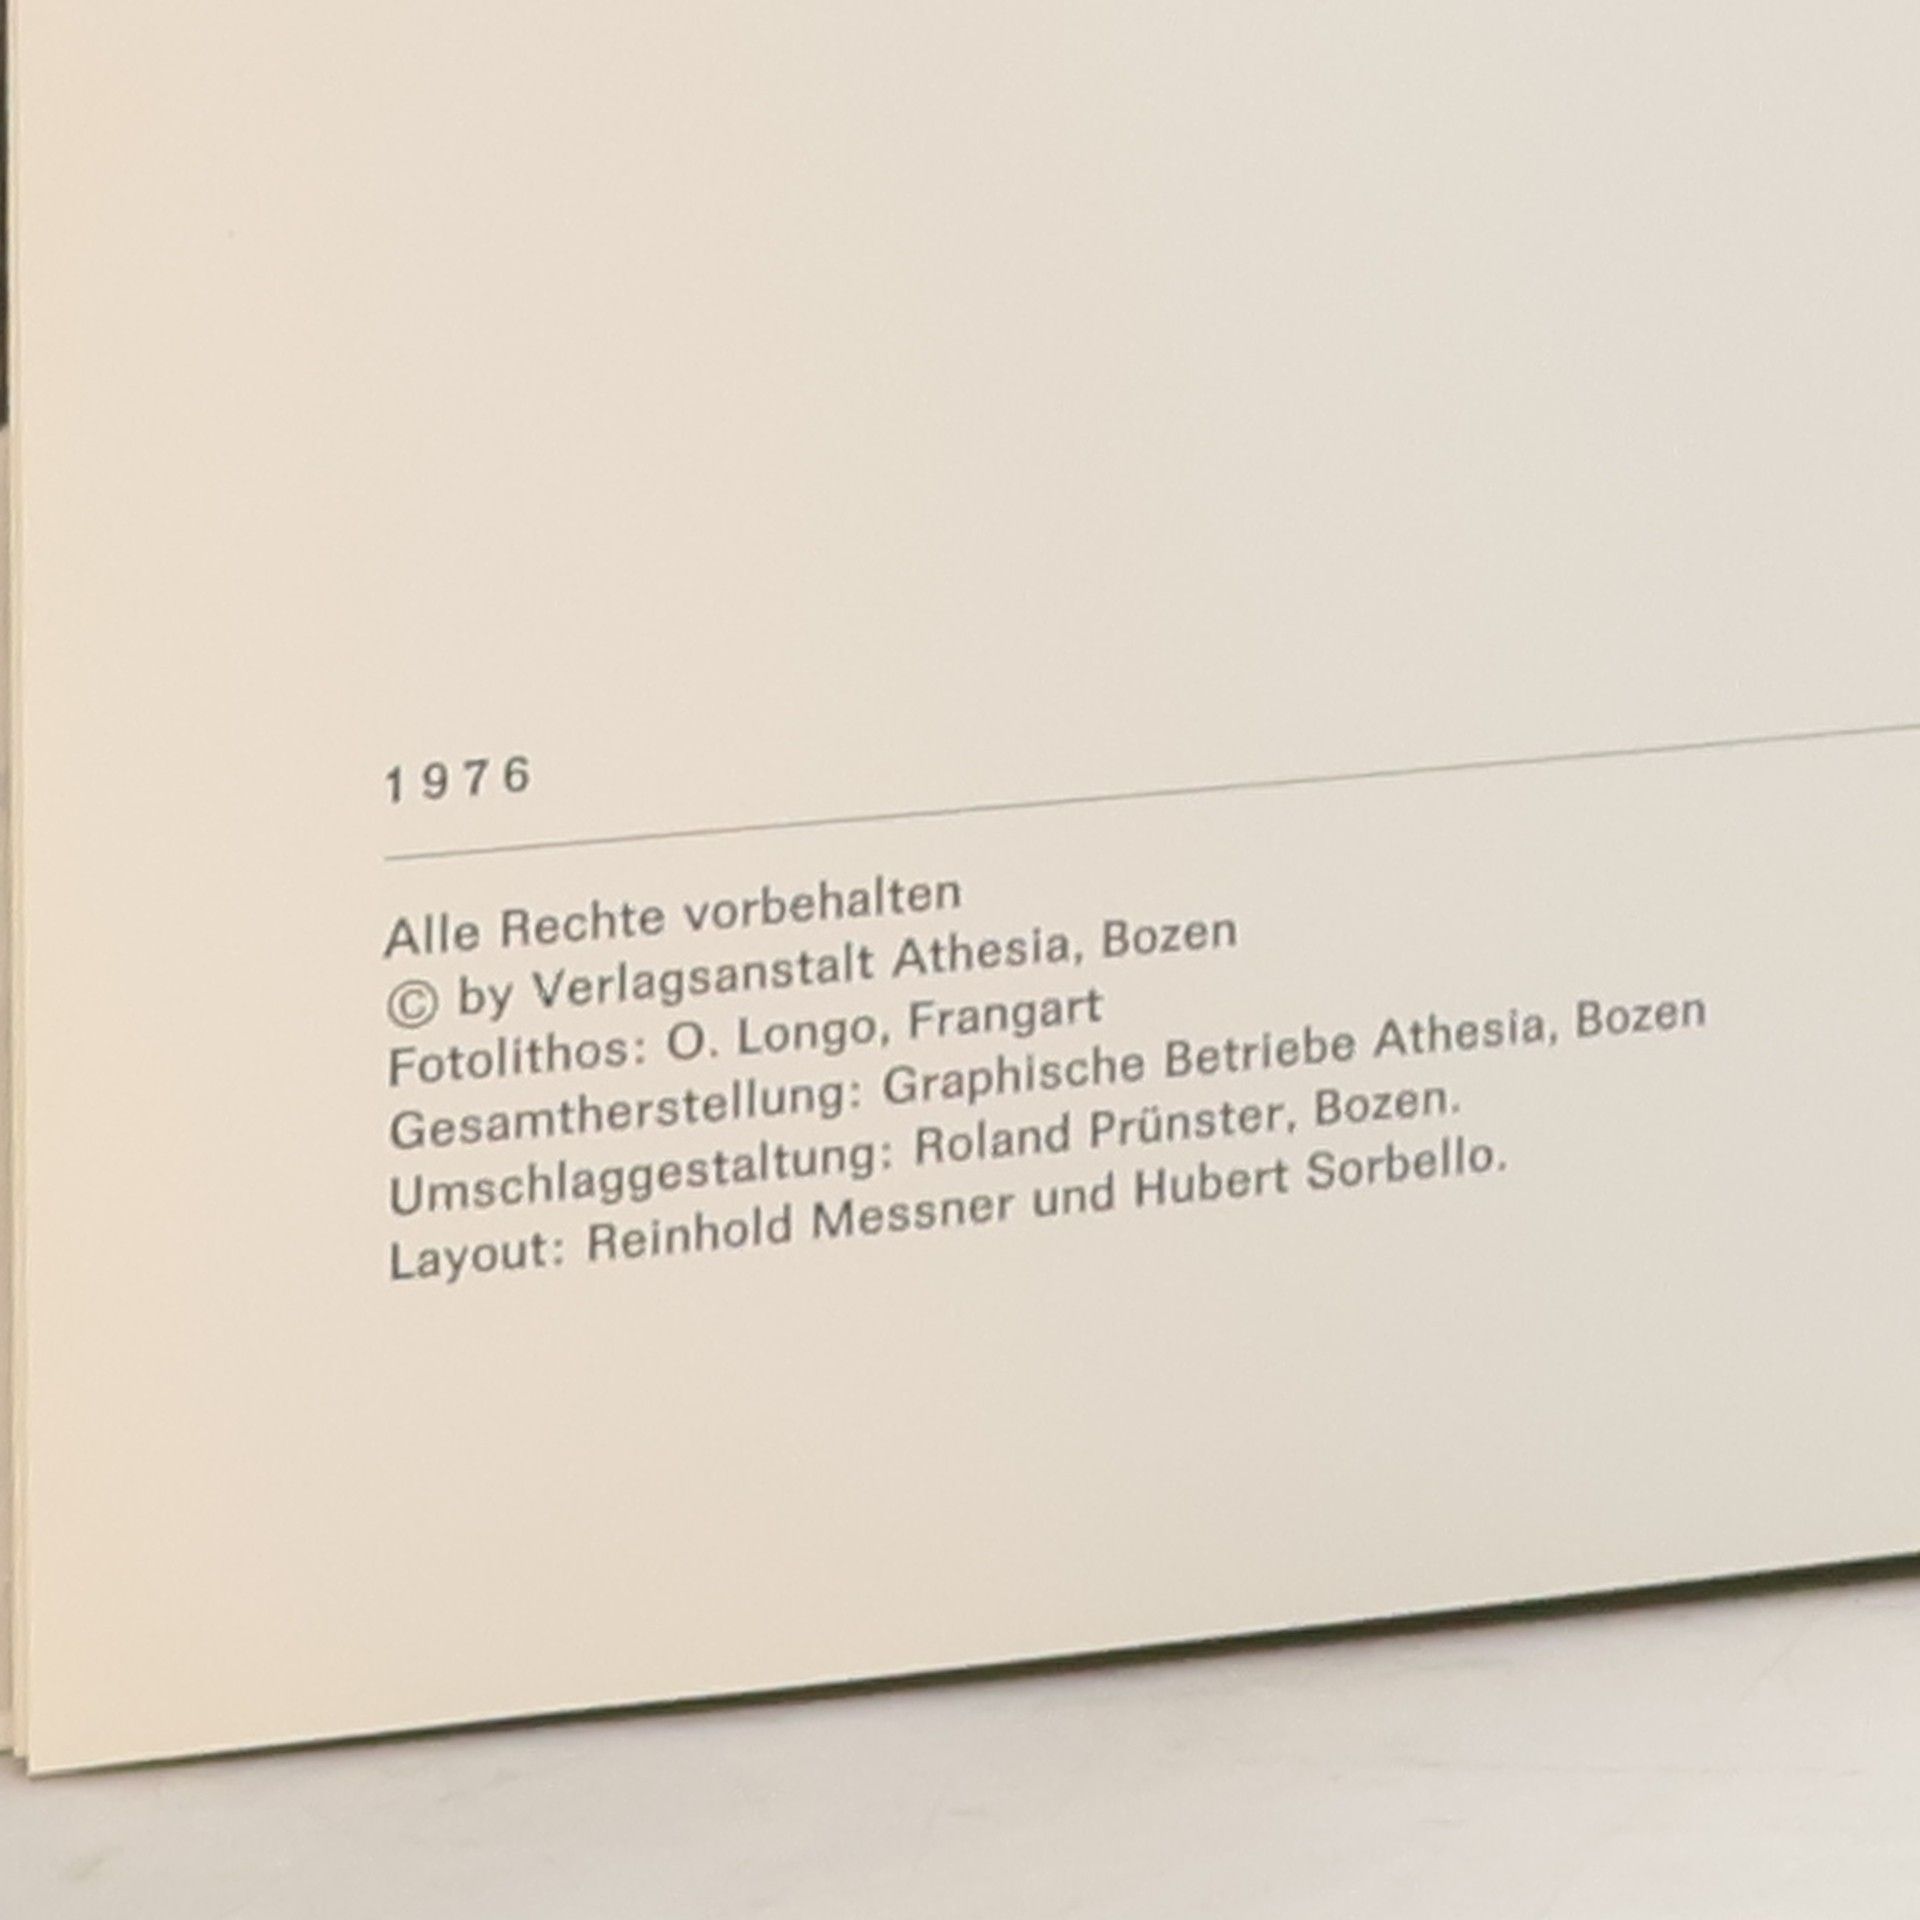 1976
Alle Rechte vorbehalten
© by Verlagsanstalt Athesia, Bozen
Fotolithos: O. Longo, Frangart
Gesamtherstellung: Graphische Betriebe Athesia, Bozen
Umschlaggestaltung: Roland Prünster, Bozen.
Layout: Reinhold Messner und Hubert Sorbello.